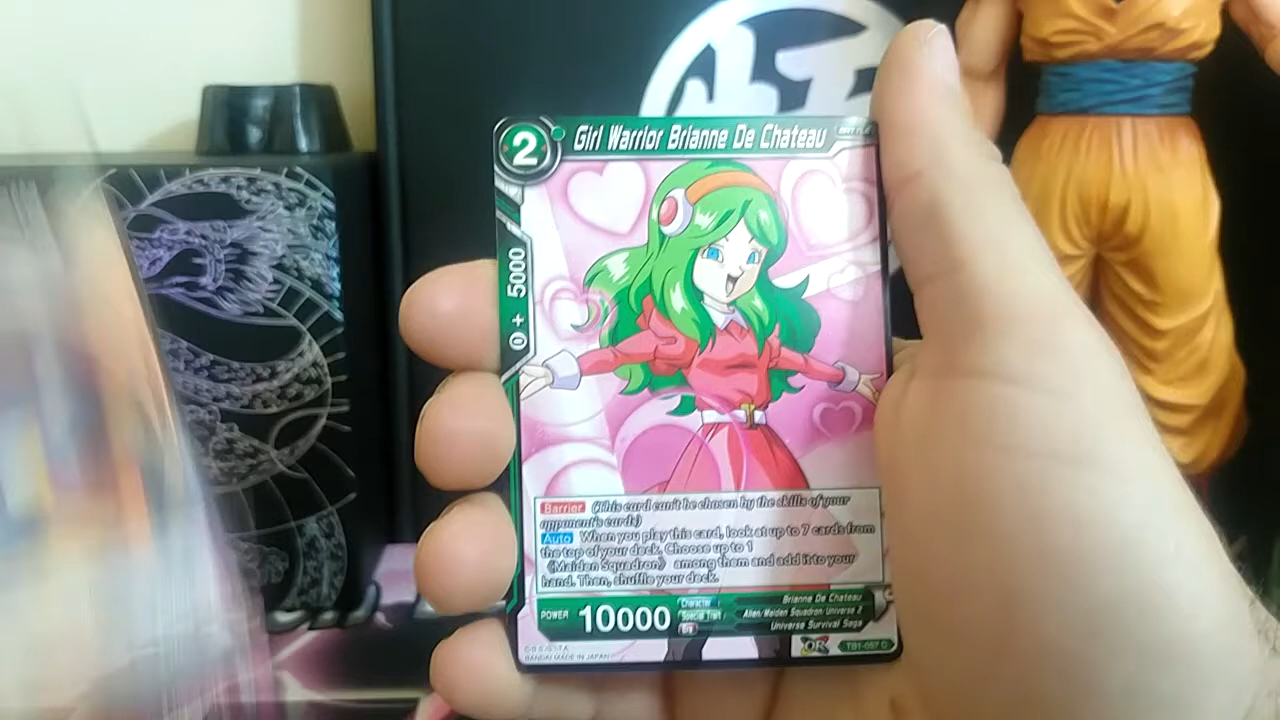 2
Girl Warrior Brianne De Chateau
BATTLE
0 + 5000
Barrier (This card can't be chosen by the skills of your
opponent's cards)
Auto When you play this card, look at up to 7 cards from
the top of your deck. Choose up to 1
《Maiden Squadron》 among them and add it to your
hand. Then, shuffle your deck.
POWER 10000
Character Brianne De Chateau
Special Trait Alien/Maiden Squadron/Universe 2
Era Universe Survival Saga
BANDAI MADE IN JAPAN
TB1-057 C